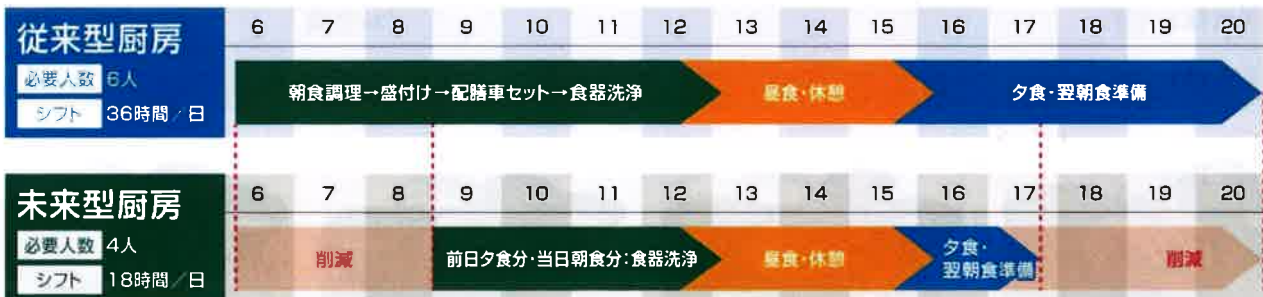 従来型厨房
必要人数 6人
シフト 36時間/日
6 7 8 9 10 11 12 13 14 15 16 17 18 19 20
朝食調理→盛付け→配膳車セット→食器洗浄
昼食・休憩
夕食・翌朝食準備
未来型厨房
必要人数 4人
シフト 18時間/日
6 7 8 9 10 11 12 13 14 15 16 17 18 19 20
削減
前日夕食分・当日朝食分:食器洗浄
昼食・休憩
夕食・
翌朝食準備
削減